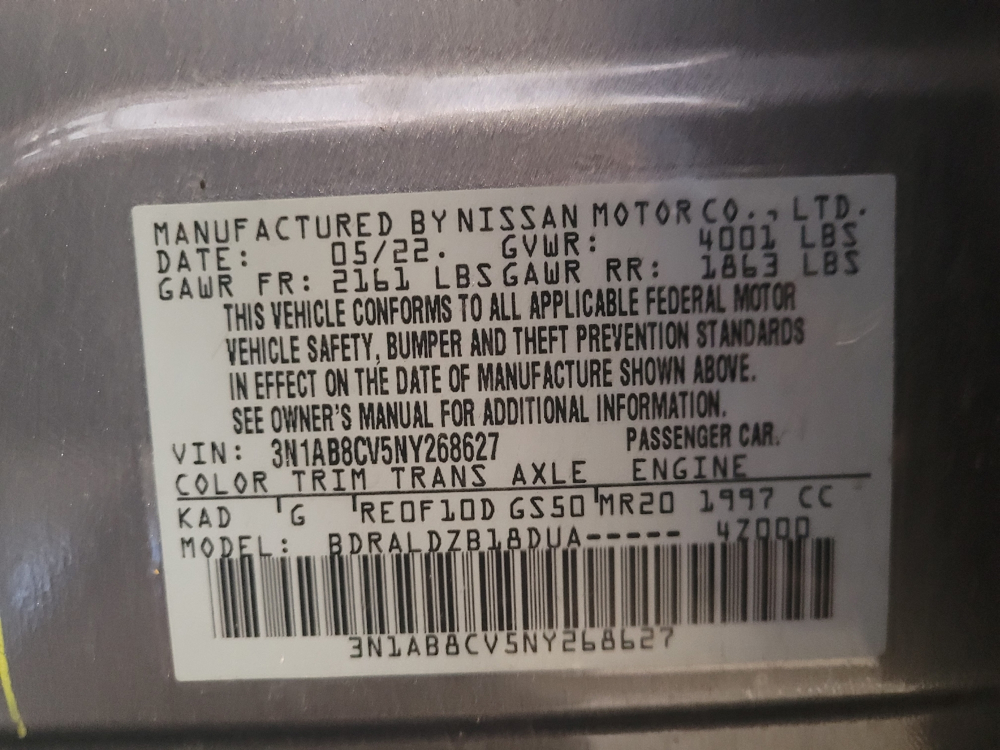 MANUFACTURED BY NISSAN MOTOR CO., LTD.
DATE: 05/22. GVWR: 4001 LBS
GAWR FR: 2161 LBS GAWR RR: 1863 LBS
THIS VEHICLE CONFORMS TO ALL APPLICABLE FEDERAL MOTOR
VEHICLE SAFETY, BUMPER AND THEFT PREVENTION STANDARDS
IN EFFECT ON THE DATE OF MANUFACTURE SHOWN ABOVE.
SEE OWNER'S MANUAL FOR ADDITIONAL INFORMATION.
VIN: 3N1AB8CV5NY268627 PASSENGER CAR.
COLOR TRIM TRANS AXLE ENGINE
KAD G RE0F10D GS50 MR20 1997 CC
MODEL: BDRALDZB18DUA----- 4Z000
3N1AB8CV5NY268627